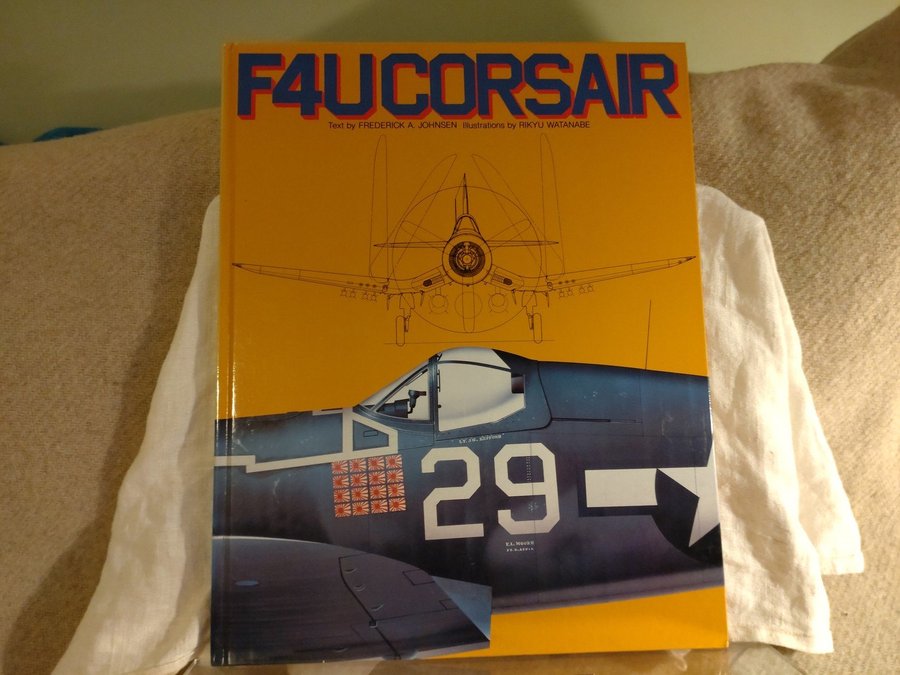 F4U CORSAIR
Text by FREDERICK A. JOHNSEN Illustrations by RIKYU WATANABE
29